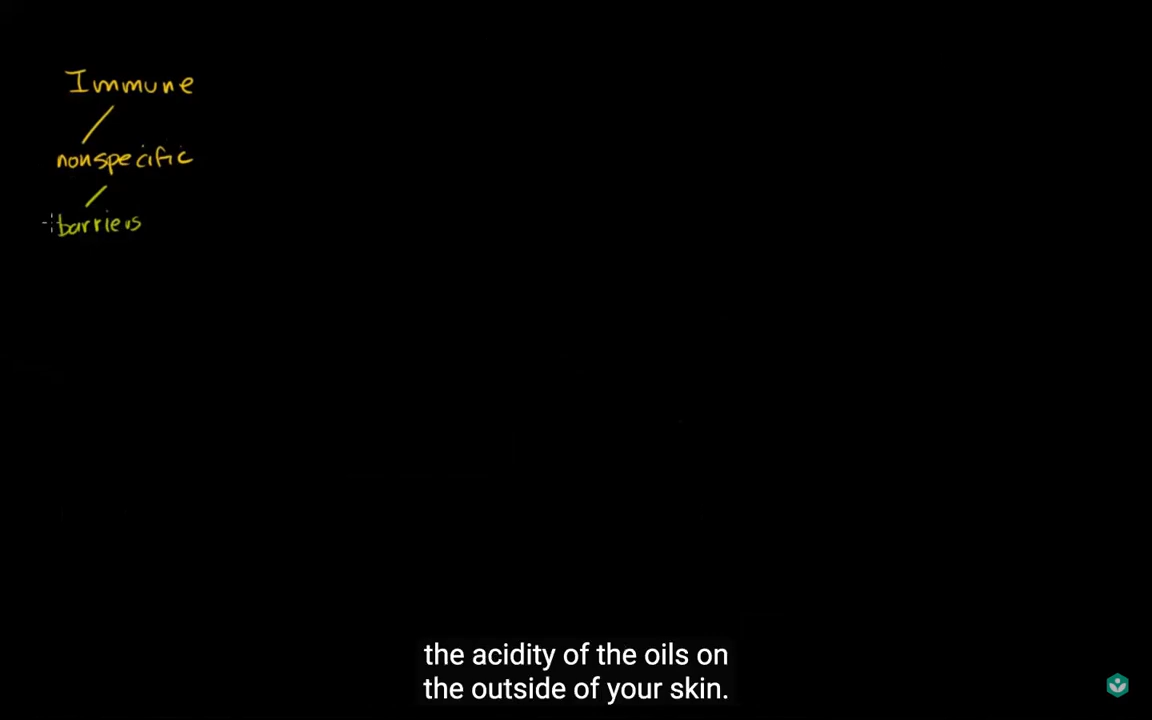 Immune
nonspecific
barriers
the acidity of the oils on
the outside of your skin.